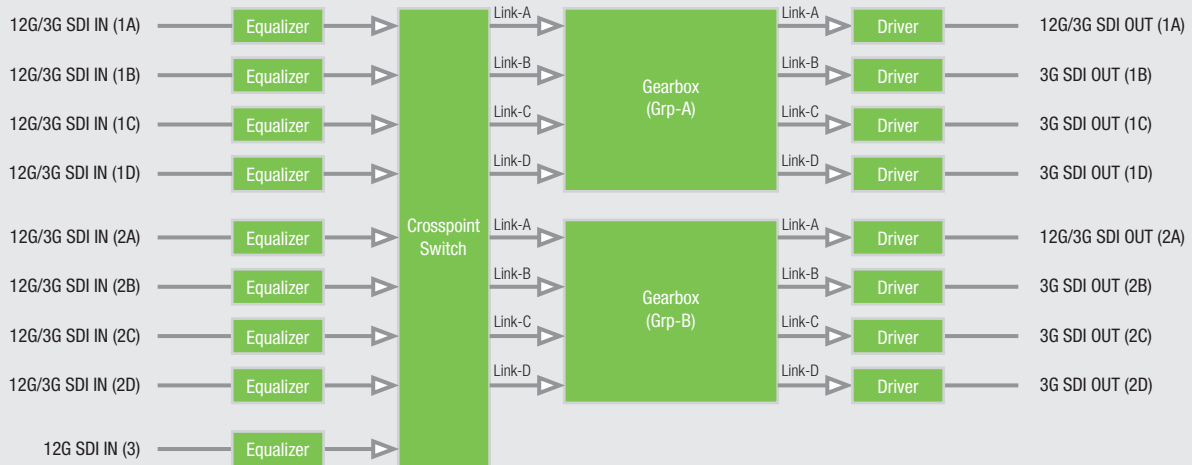 12G/3G SDI IN (1A)
Equalizer
Link-A
Link-A
Driver
12G/3G SDI OUT (1A)
12G/3G SDI IN (1B)
Equalizer
Link-B
Link-B
Driver
3G SDI OUT (1B)
Gearbox
(Grp-A)
12G/3G SDI IN (1C)
Equalizer
Link-C
Link-C
Driver
3G SDI OUT (1C)
12G/3G SDI IN (1D)
Equalizer
Link-D
Link-D
Driver
3G SDI OUT (1D)
Crosspoint
Switch
12G/3G SDI IN (2A)
Equalizer
Link-A
Link-A
Driver
12G/3G SDI OUT (2A)
12G/3G SDI IN (2B)
Equalizer
Link-B
Link-B
Driver
3G SDI OUT (2B)
Gearbox
(Grp-B)
12G/3G SDI IN (2C)
Equalizer
Link-C
Link-C
Driver
3G SDI OUT (2C)
12G/3G SDI IN (2D)
Equalizer
Link-D
Link-D
Driver
3G SDI OUT (2D)
12G SDI IN (3)
Equalizer